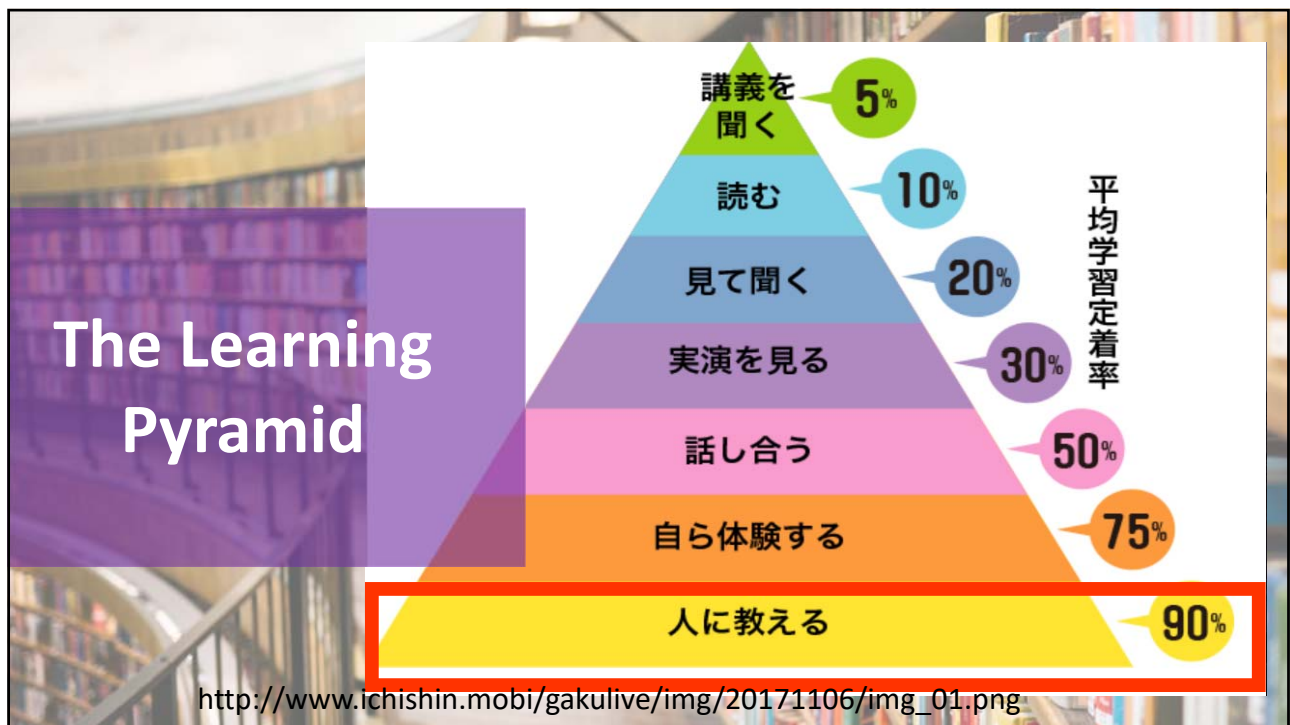 The Learning
Pyramid
講義を
聞く
5%
読む
10%
見て聞く
20%
実演を見る
30%
話し合う
50%
自ら体験する
75%
人に教える
90%
平均学習定着率
http://www.ichishin.mobi/gakulive/img/20171106/img_01.png